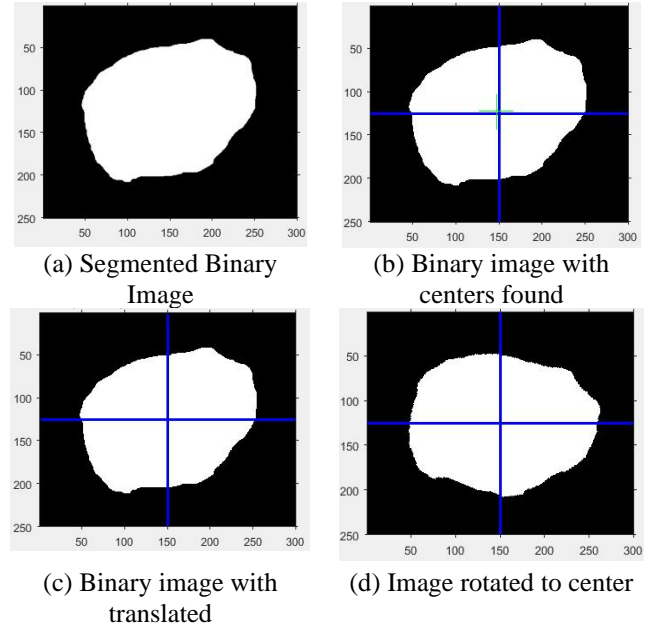 50
100
150
200
250
50 100 150 200 250 300
(a) Segmented Binary
Image
50
100
150
200
250
50 100 150 200 250 300
(b) Binary image with
centers found
50
100
150
200
250
50 100 150 200 250 300
(c) Binary image with
translated
50
100
150
200
250
50 100 150 200 250 300
(d) Image rotated to center